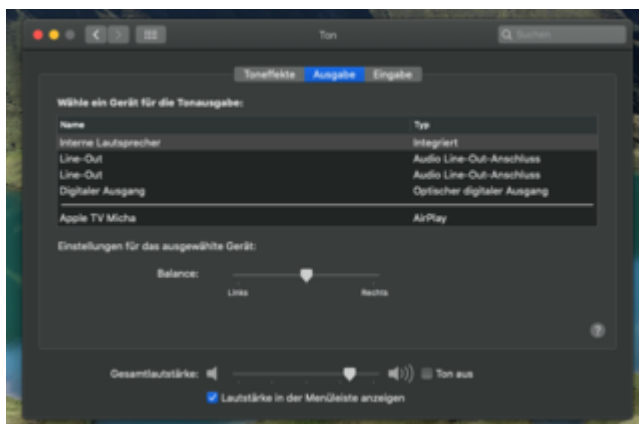 Ton
Suchen
Toneffekte Ausgabe Eingabe
Wähle ein Gerät für die Tonausgabe:
Name Typ
Interne Lautsprecher Integriert
Line-Out Audio Line-Out-Anschluss
Line-Out Audio Line-Out-Anschluss
Digitaler Ausgang Optischer digitaler Ausgang
Apple TV Micha AirPlay
Einstellungen für das ausgewählte Gerät:
Balance:
Links Rechts
?
Gesamtlautstärke: Ton aus
Lautstärke in der Menüleiste anzeigen